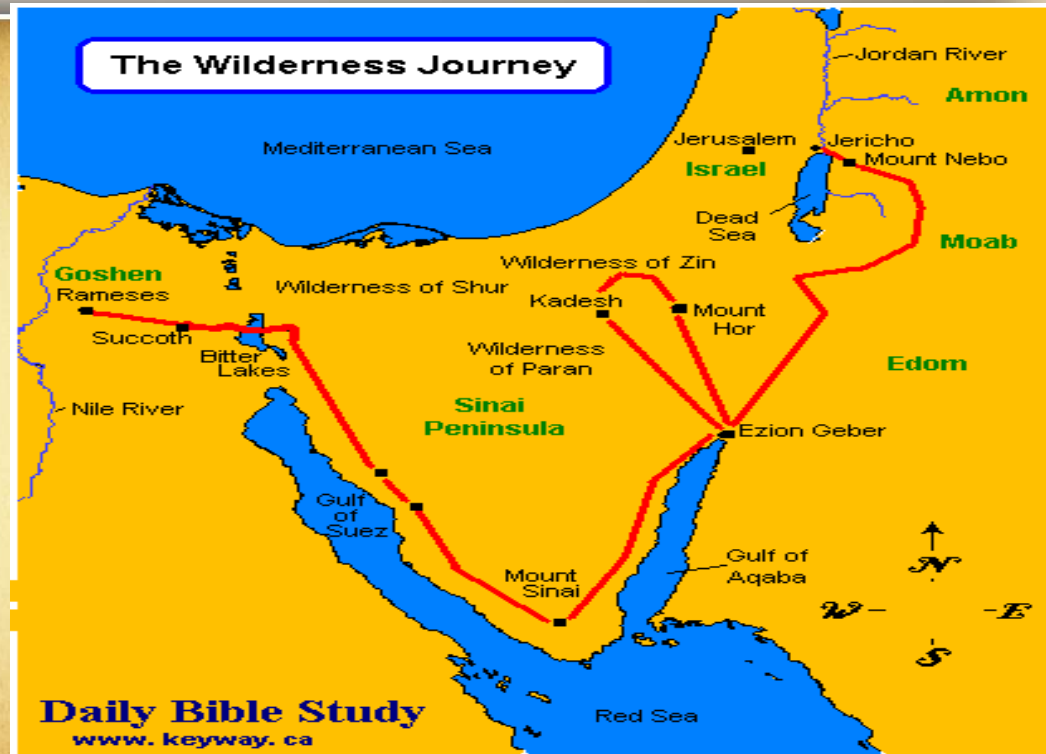 The Wilderness Journey
Jordan River
Amon
Mediterranean Sea
Jerusalem
Jericho
Israel
Mount Nebo
Dead
Sea
Moab
Goshen
Rameses
Wilderness of Shur
Wilderness of Zin
Kadesh
Mount
Hor
Succoth
Bitter
Lakes
Wilderness
of Paran
Edom
Nile River
Sinai
Peninsula
Ezion Geber
Gulf
of
Suez
Mount
Sinai
Gulf of
Aqaba
N
W
E
S
Red Sea
Daily Bible Study
www.keyway.ca